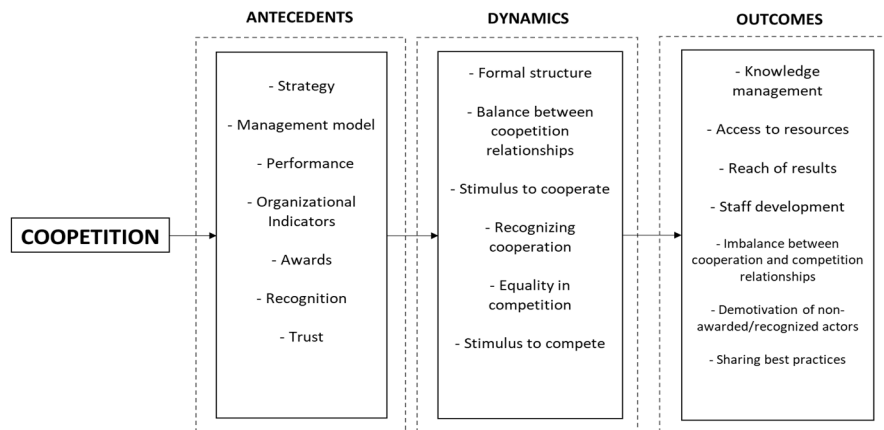 ANTECEDENTS
DYNAMICS
OUTCOMES
COOPETITION
- Strategy
- Management model
- Performance
- Organizational
Indicators
- Awards
- Recognition
- Trust
- Formal structure
- Balance between
coopetition
relationships
- Stimulus to cooperate
- Recognizing
cooperation
- Equality in
competition
- Stimulus to compete
- Knowledge
management
- Access to resources
- Reach of results
- Staff development
- Imbalance between
cooperation and competition
relationships
- Demotivation of non-
awarded/recognized actors
- Sharing best practices